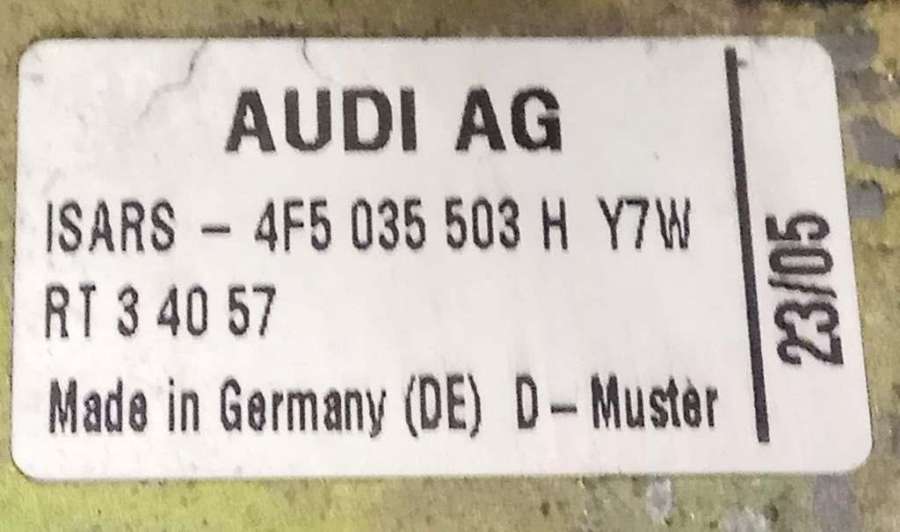 AUDI AG
ISARS – 4F5 035 503 H Y7W
RT 3 40 57
Made in Germany (DE) D – Muster
23/05